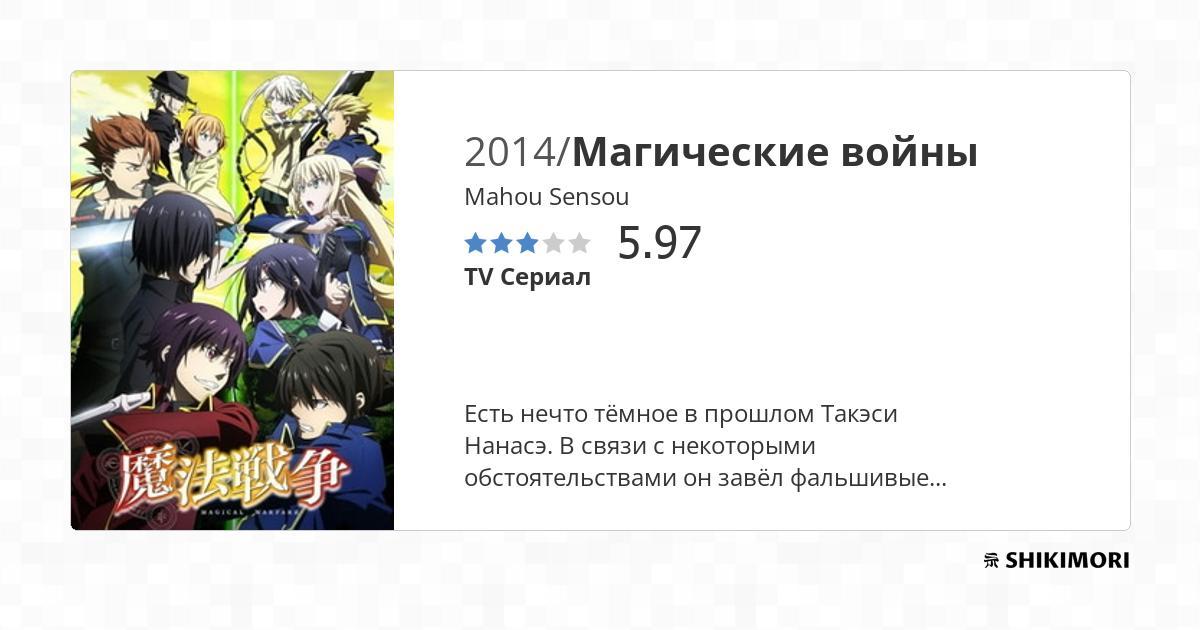 2014/Магические войны
Mahou Sensou
5.97
TV Сериал
Есть нечто тёмное в прошлом Такэси
Нанасэ. В связи с некоторыми
обстоятельствами он завёл фальшивые...
魔法戦争
MAGICAL WARFARE
SHIKIMORI